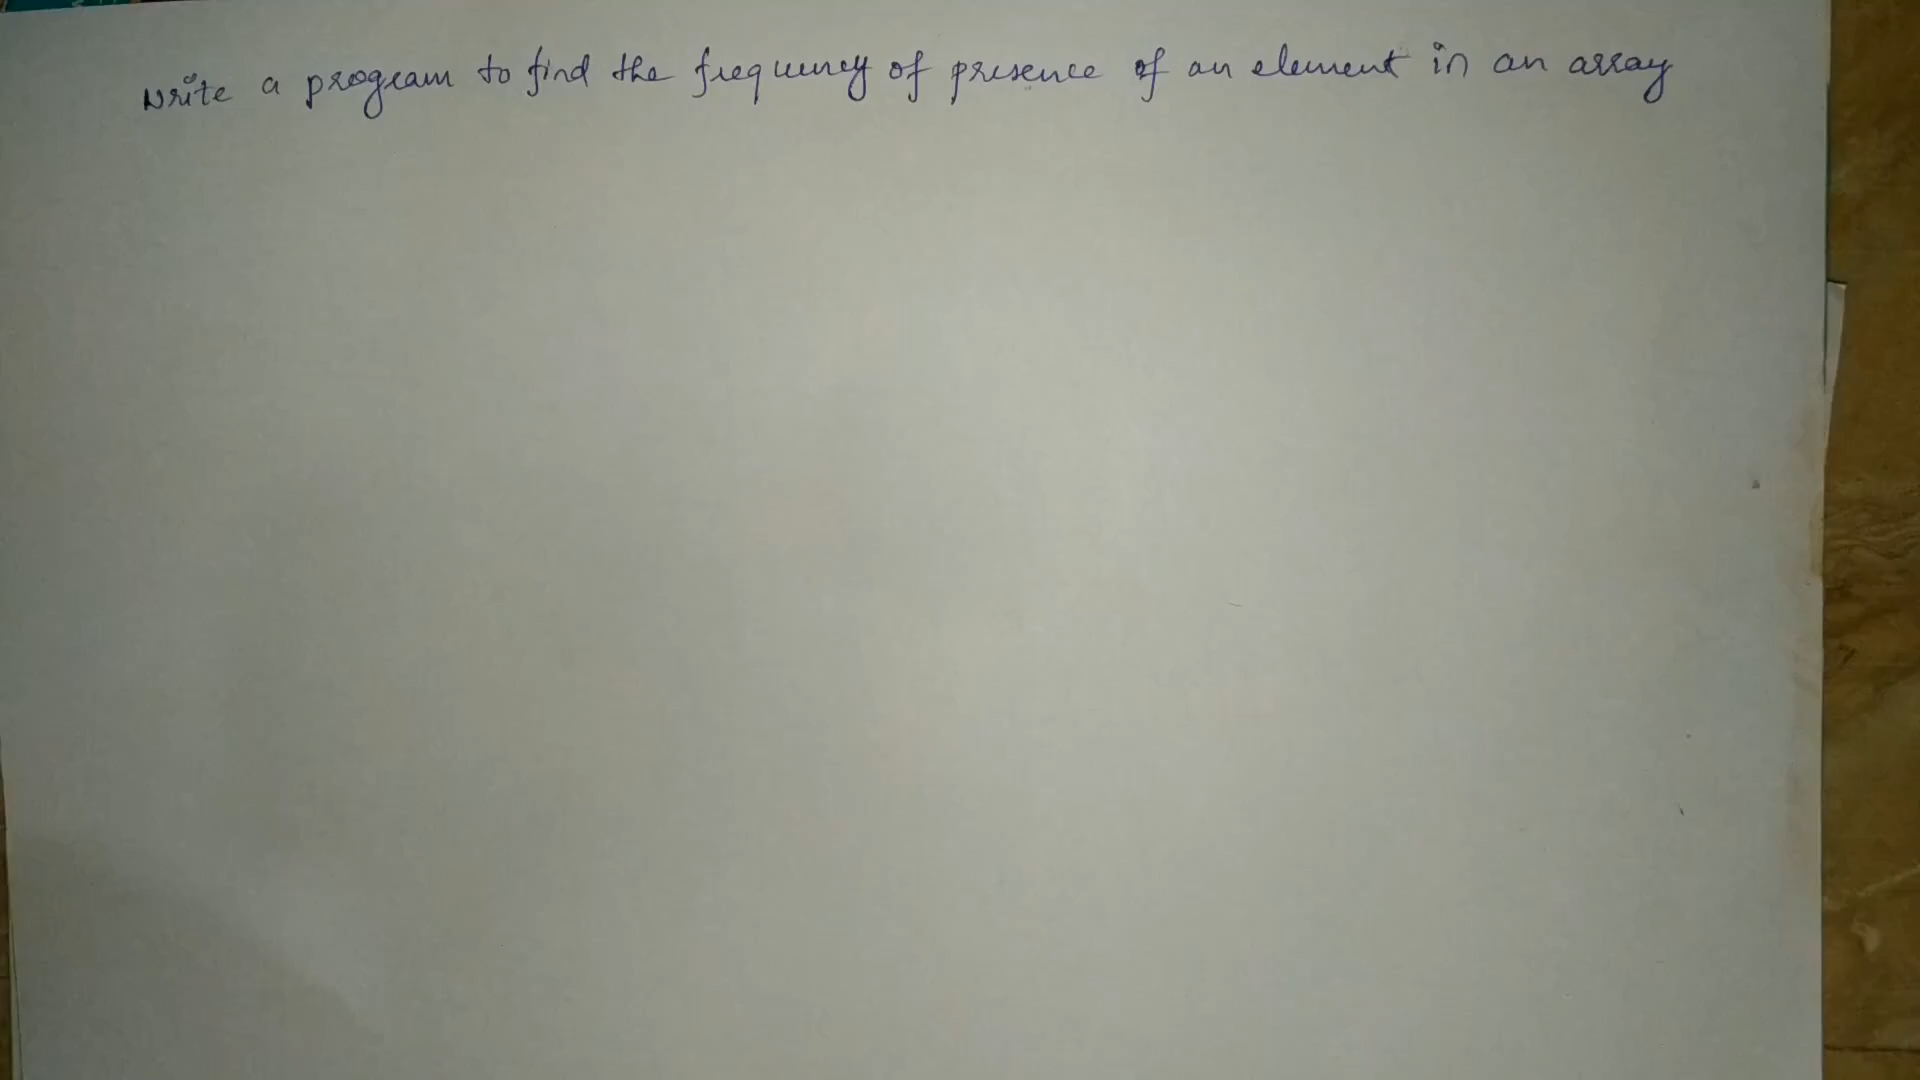 write a program to find the frequency of presence of an element in an array